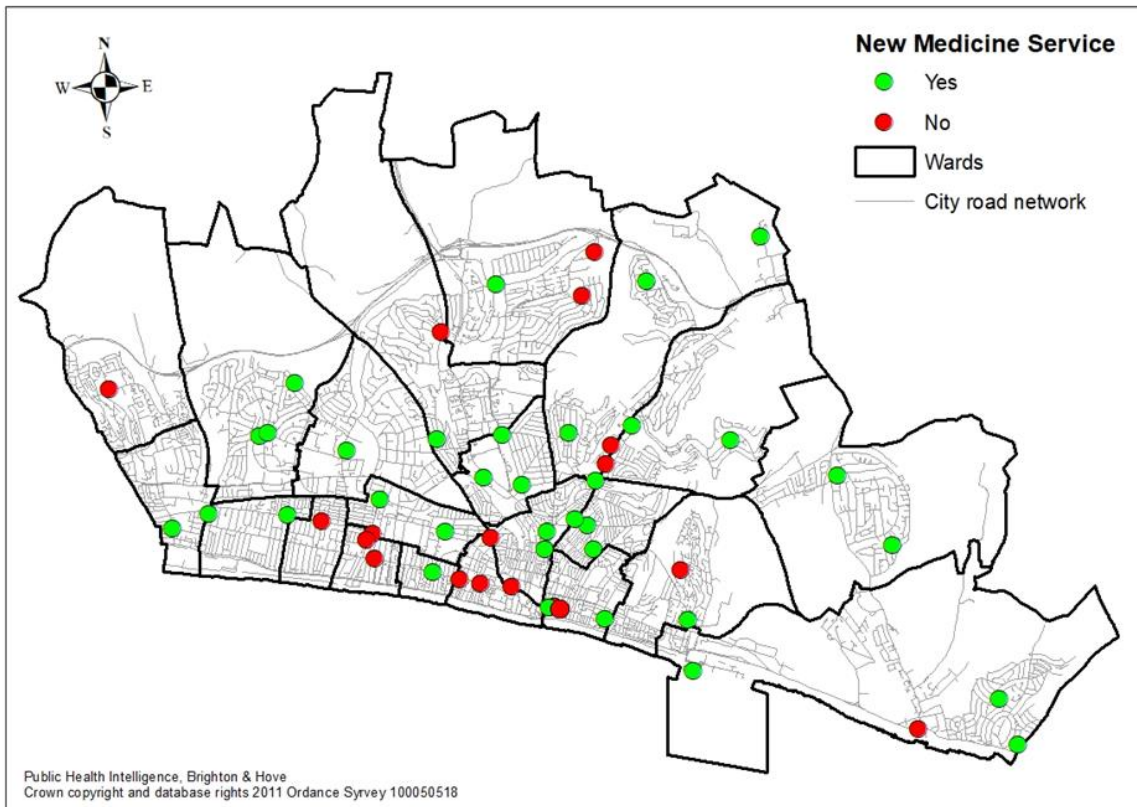 New Medicine Service
Yes
No
Wards
City road network
N
W
E
S
Public Health Intelligence, Brighton & Hove
Crown copyright and database rights 2011 Ordance Syrvey 100050518